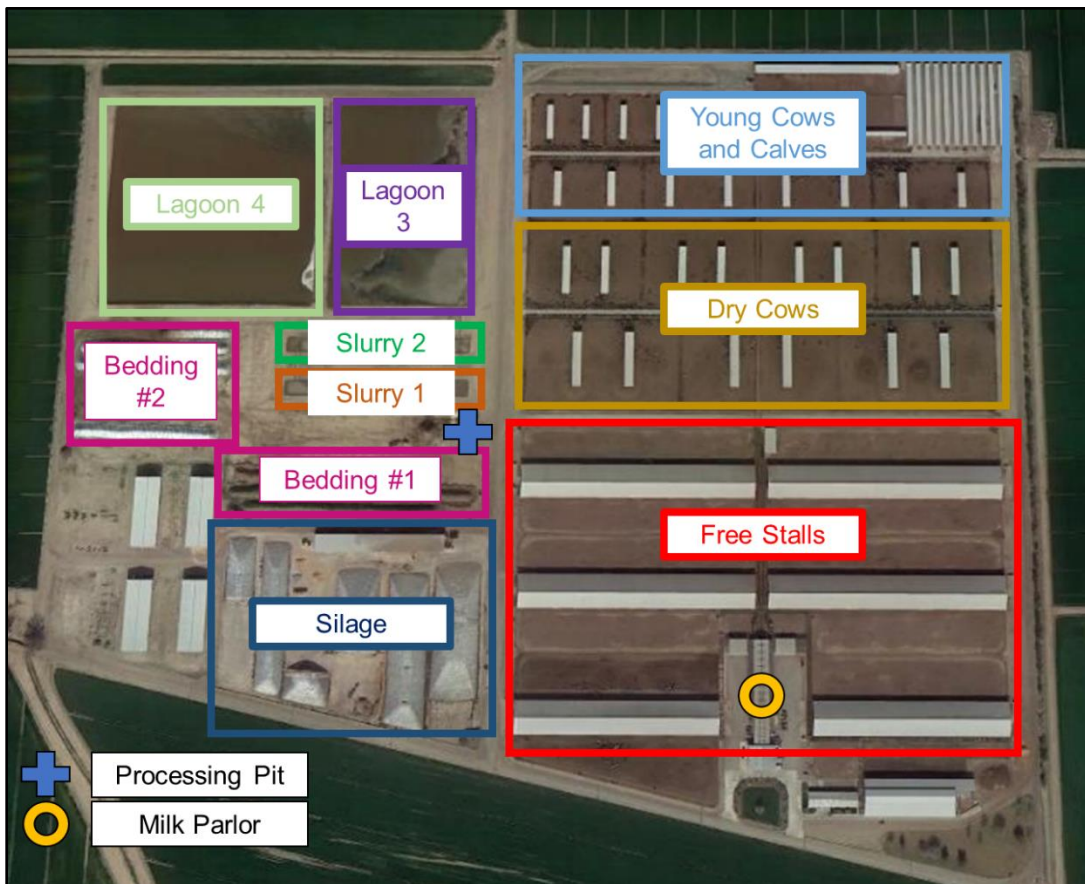 Young Cows
and Calves
Lagoon 4
Lagoon
3
Dry Cows
Slurry 2
Bedding
#2
Slurry 1
Bedding #1
Free Stalls
Silage
Processing Pit
Milk Parlor